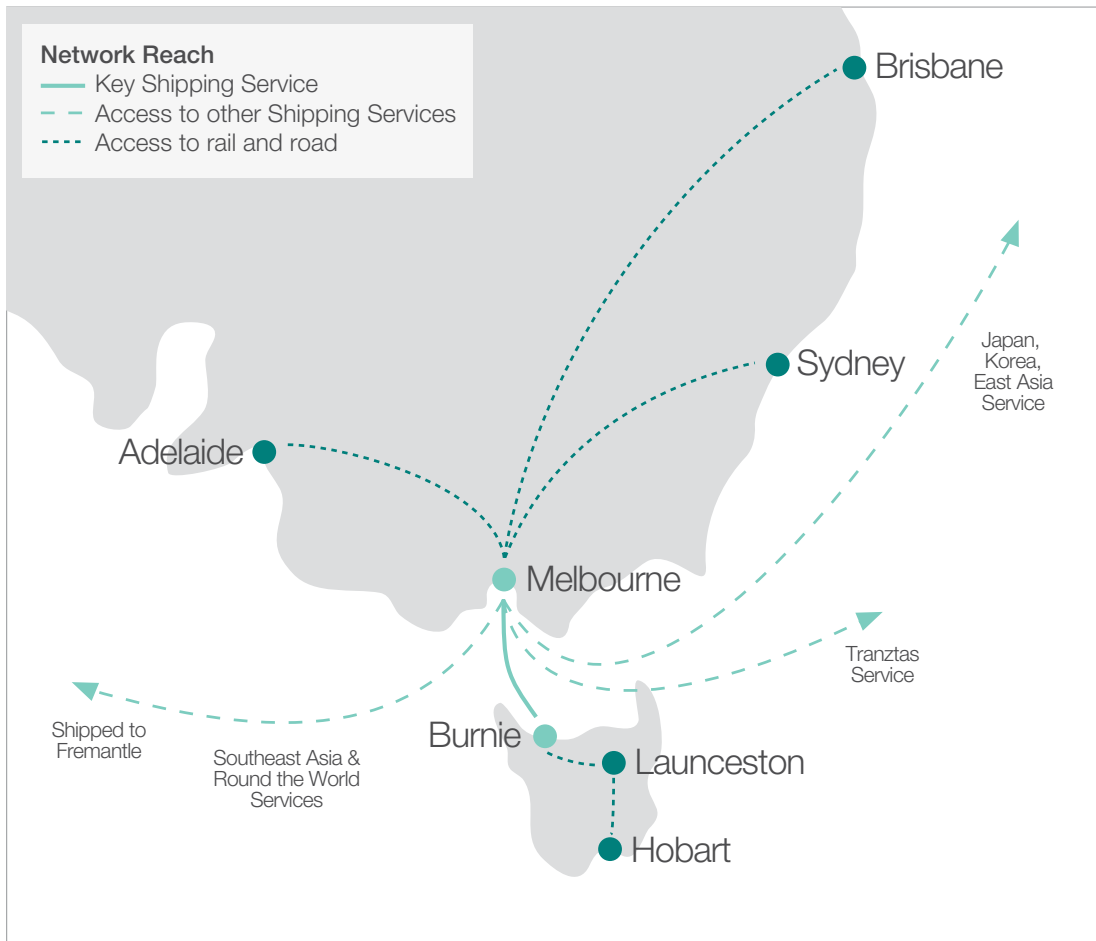 Network Reach
Key Shipping Service
Access to other Shipping Services
Access to rail and road
Brisbane
Japan,
Korea,
East Asia
Service
Sydney
Adelaide
Melbourne
Tranztas
Service
Shipped to
Fremantle
Southeast Asia &
Round the World
Services
Burnie
Launceston
Hobart